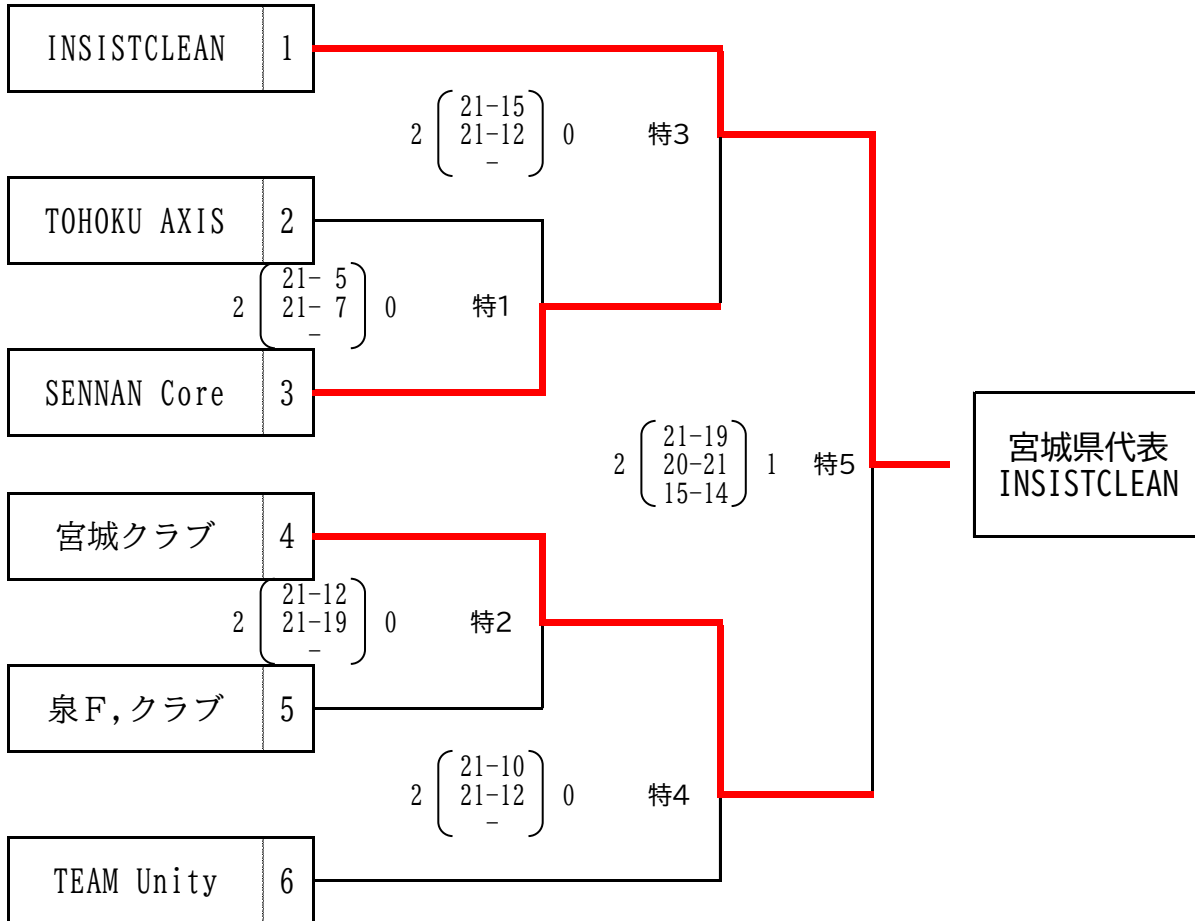 INSISTCLEAN 1
21-15
2 21-12 0 特3
-
TOHOKU AXIS 2
21- 5
2 21- 7 0 特1
-
SENNAN Core 3
21-19
2 20-21 1 特5
15-14
宮城県代表
INSISTCLEAN
宮城クラブ 4
21-12
2 21-19 0 特2
-
泉F,クラブ 5
21-10
2 21-12 0 特4
-
TEAM Unity 6